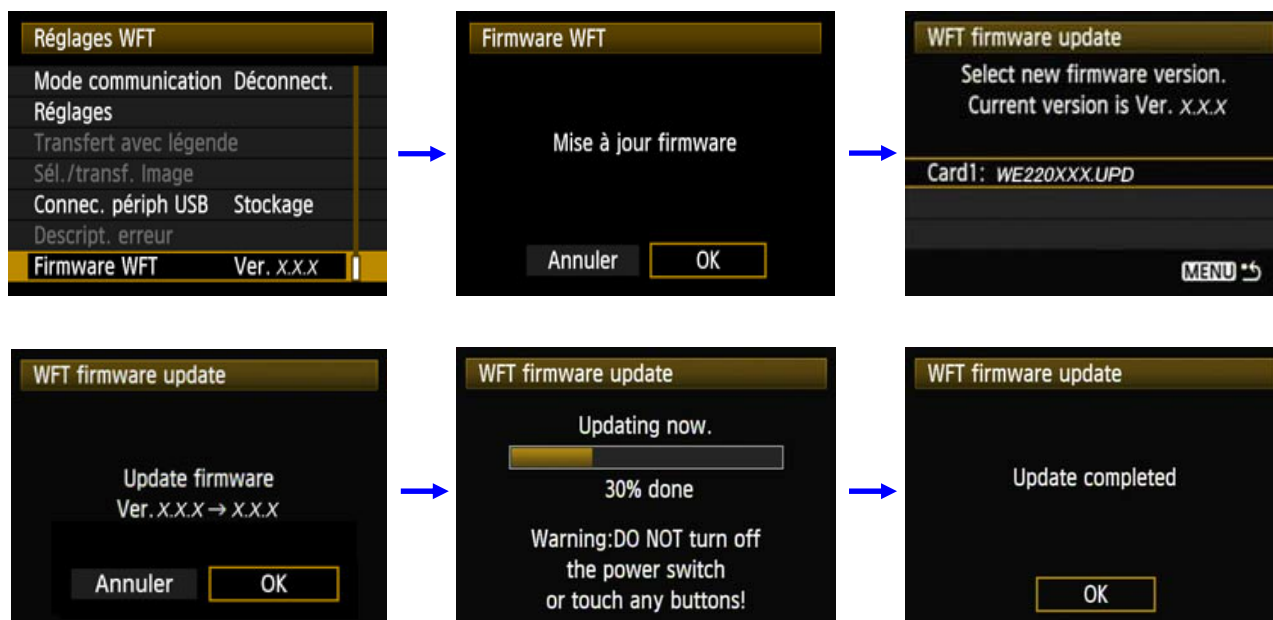 Réglages WFT
Mode communication Déconnect.
Réglages
Transfert avec légende
Sél./transf. Image
Connec. périph USB Stockage
Descript. erreur
Firmware WFT Ver. X.X.X
Firmware WFT
Mise à jour firmware
Annuler OK
WFT firmware update
Select new firmware version.
Current version is Ver. X.X.X
Card1: WE220XXX.UPD
MENU
WFT firmware update
Update firmware
Ver. X.X.X → X.X.X
Annuler OK
WFT firmware update
Updating now.
30% done
Warning:DO NOT turn off
the power switch
or touch any buttons!
WFT firmware update
Update completed
OK